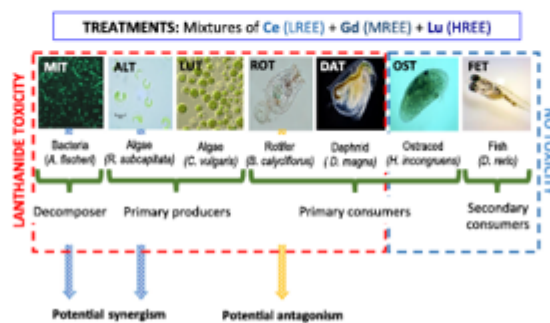 TREATMENTS: Mixtures of Ce (LREE) + Gd (MREE) + Lu (HREE)
LANTHANIDE TOXICITY
MIT
ALT
LUT
ROT
DAT
OST
FET
NO TOXICITY
Bacteria
(A. fischeri)
Algae
(R. subcapitata)
Algae
(C. vulgaris)
Rotifer
(B. calyciflorus)
Daphnid
(D. magna)
Ostracod
(H. incongruens)
Fish
(D. rerio)
Decomposer
Primary producers
Primary consumers
Secondary
consumers
Potential synergism
Potential antagonism